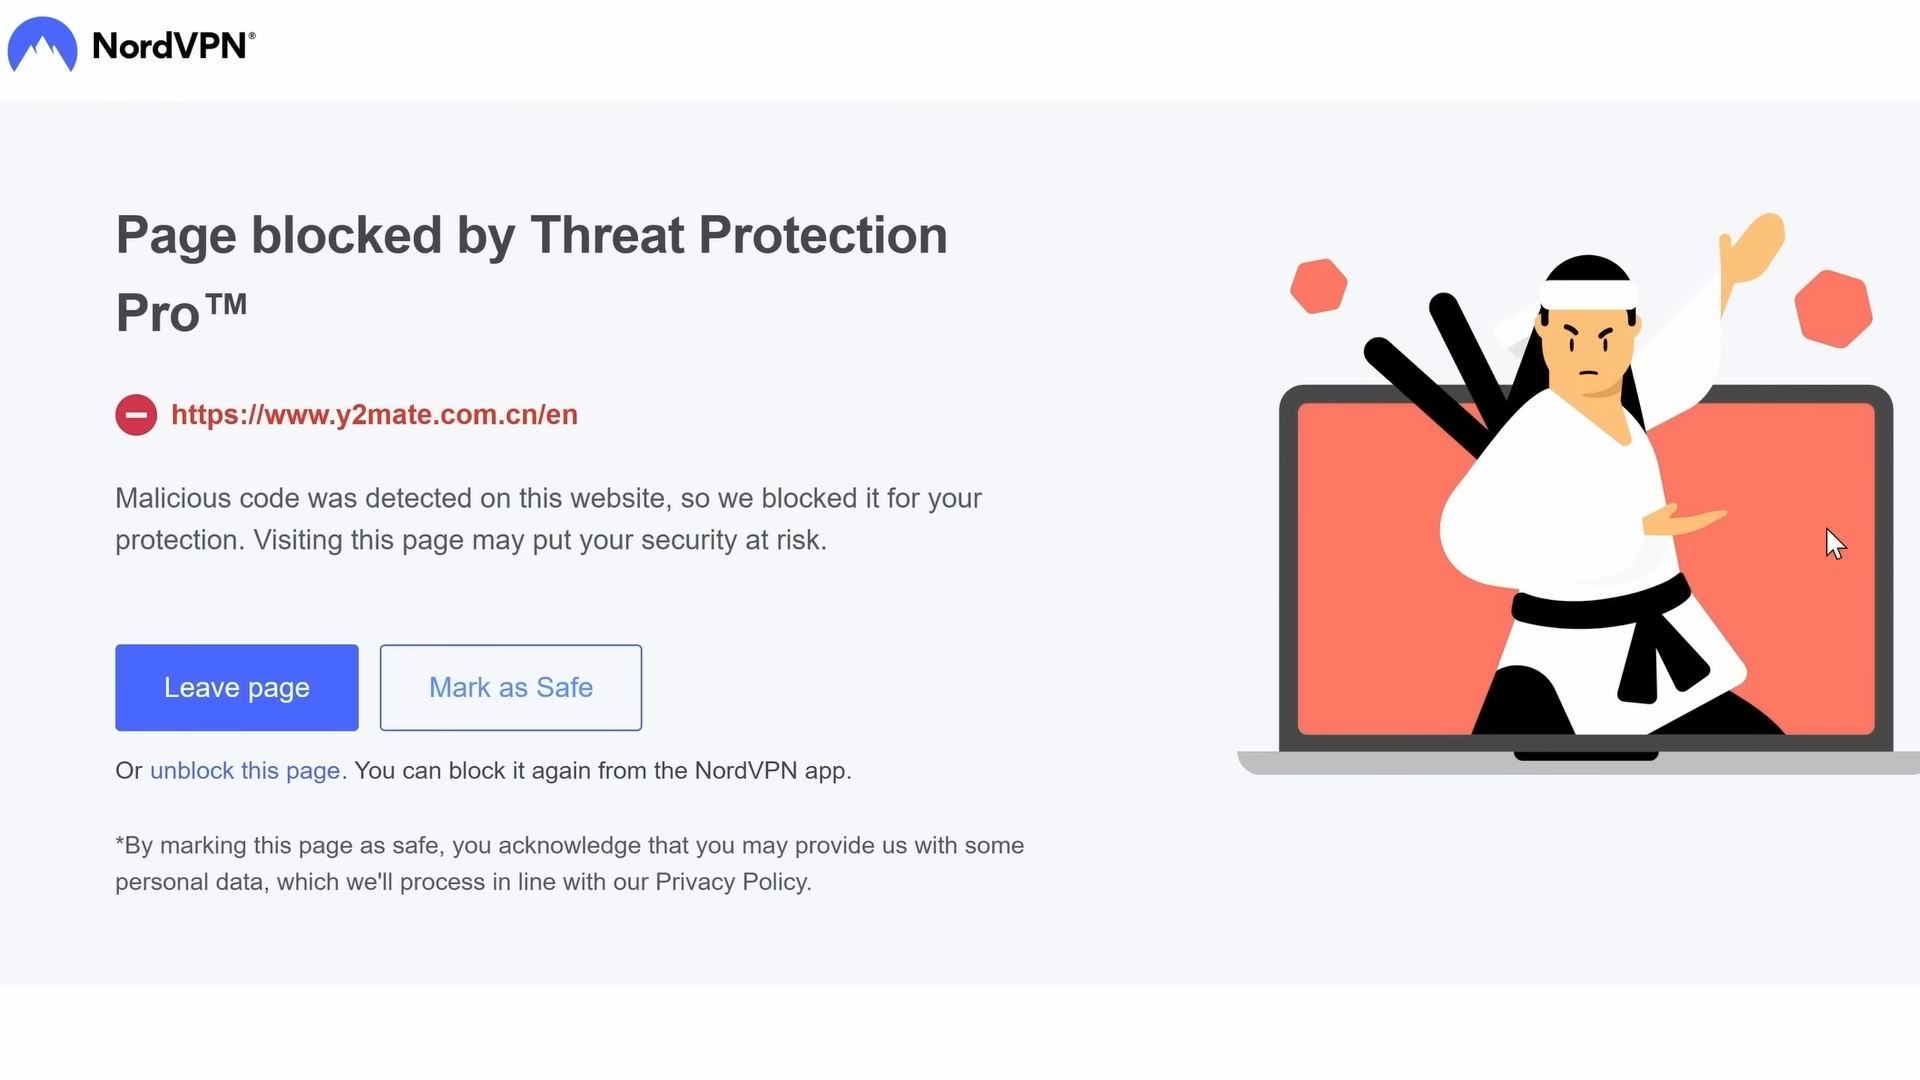 NordVPN®
Page blocked by Threat Protection
Pro™
https://www.y2mate.com.cn/en
Malicious code was detected on this website, so we blocked it for your
protection. Visiting this page may put your security at risk.
Leave page
Mark as Safe
Or unblock this page. You can block it again from the NordVPN app.
*By marking this page as safe, you acknowledge that you may provide us with some
personal data, which we'll process in line with our Privacy Policy.